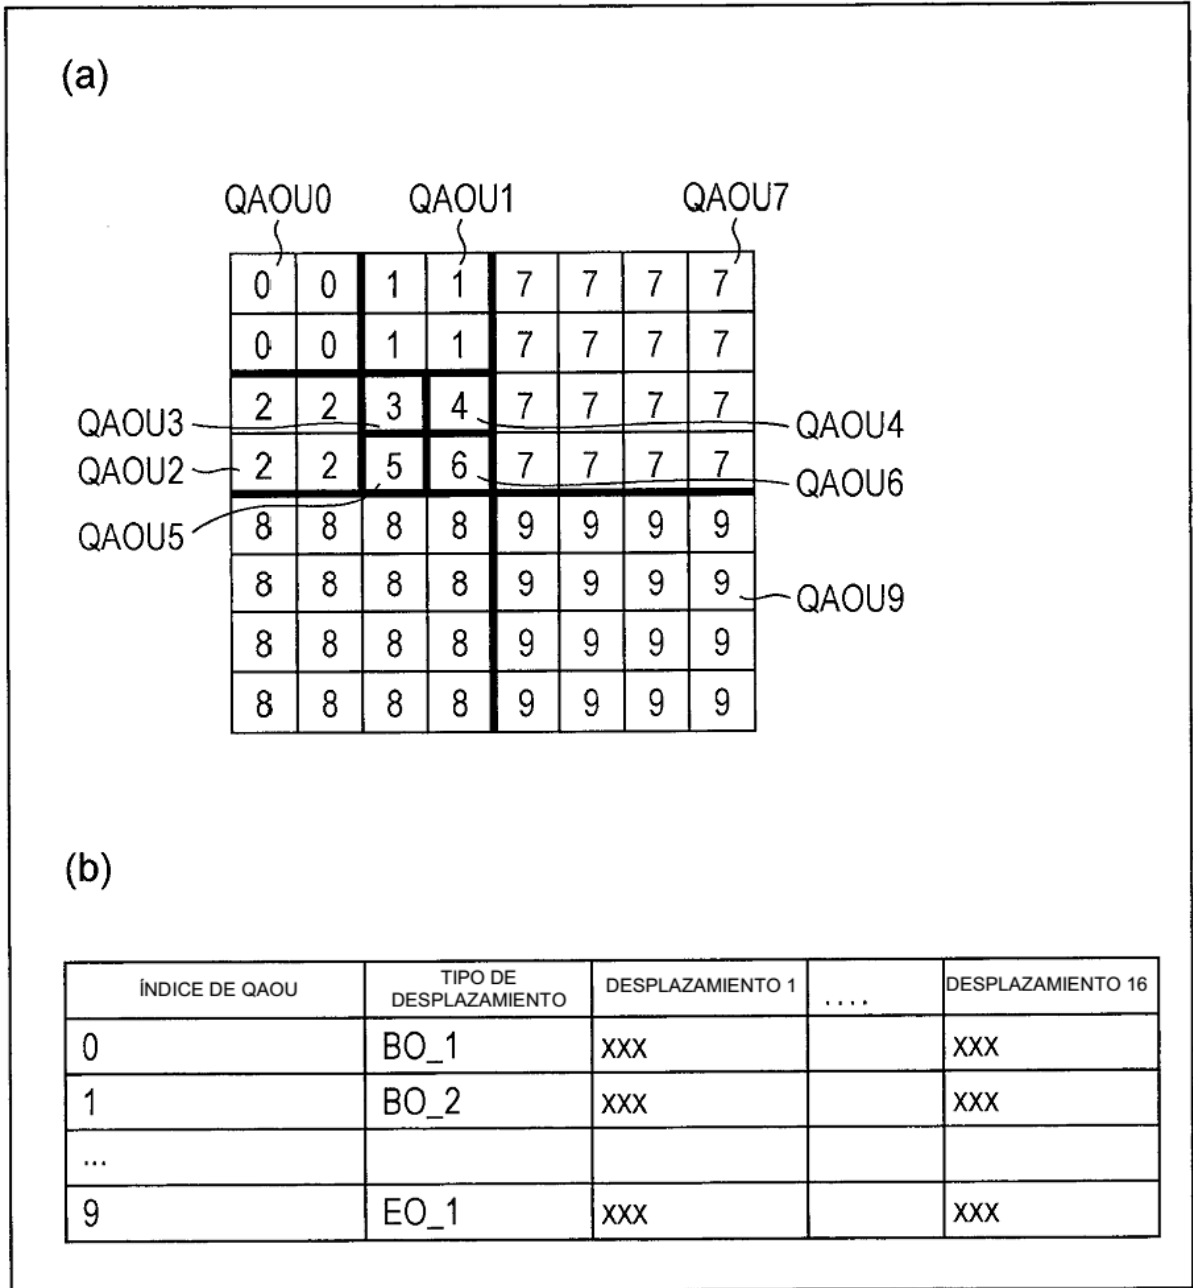 (a)
QAOU0 QAOU1 QAOU7
0 0 1 1 7 7 7 7
0 0 1 1 7 7 7 7
2 2 3 4 7 7 7 7
QAOU3 QAOU4
2 2 5 6 7 7 7 7
QAOU2 QAOU6
8 8 8 8 9 9 9 9
QAOU5
8 8 8 8 9 9 9 9
QAOU9
8 8 8 8 9 9 9 9
8 8 8 8 9 9 9 9
(b)
ÍNDICE DE QAOU TIPO DE DESPLAZAMIENTO DESPLAZAMIENTO 1 .... DESPLAZAMIENTO 16
0 BO_1 XXX XXX
1 BO_2 XXX XXX
...
9 EO_1 XXX XXX